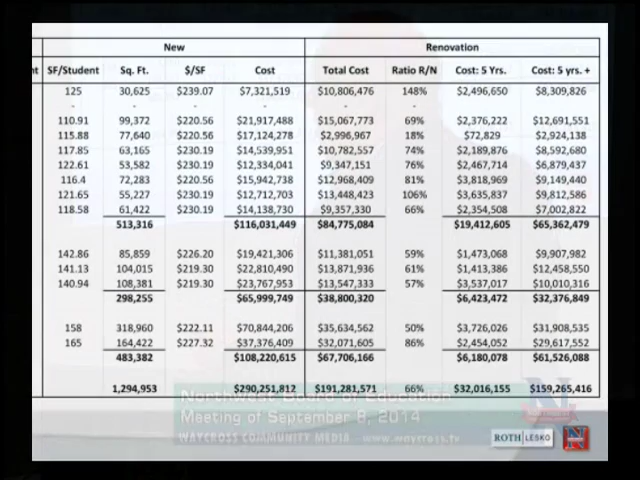 New Renovation
nt SF/Student Sq. Ft. $/SF Cost Total Cost Ratio R/N Cost: 5 Yrs. Cost: 5 yrs. +
125 30,625 $239.07 $7,321,519 $10,806,476 148% $2,496,650 $8,309,826
- - - - - - - -
110.91 99,372 $220.56 $21,917,488 $15,067,773 69% $2,376,222 $12,691,551
115.88 77,640 $220.56 $17,124,278 $2,996,967 18% $72,829 $2,924,138
117.85 63,165 $230.19 $14,539,951 $10,782,557 74% $2,189,876 $8,592,680
122.61 53,582 $230.19 $12,334,041 $9,347,151 76% $2,467,714 $6,879,437
116.4 72,283 $220.56 $15,942,738 $12,968,409 81% $3,818,969 $9,149,440
121.65 55,227 $230.19 $12,712,703 $13,448,423 106% $3,635,837 $9,812,586
118.58 61,422 $230.19 $14,138,730 $9,357,330 66% $2,354,508 $7,002,822
513,316 $116,031,449 $84,775,084 $19,412,605 $65,362,479
142.86 85,859 $226.20 $19,421,306 $11,381,051 59% $1,473,068 $9,907,982
141.13 104,015 $219.30 $22,810,490 $13,871,936 61% $1,413,386 $12,458,550
140.94 108,381 $219.30 $23,767,953 $13,547,333 57% $3,537,017 $10,010,316
298,255 $65,999,749 $38,800,320 $6,423,472 $32,376,849
158 318,960 $222.11 $70,844,206 $35,634,562 50% $3,726,026 $31,908,535
165 164,422 $227.32 $37,376,409 $32,071,605 86% $2,454,052 $29,617,552
483,382 $108,220,615 $67,706,166 $6,180,078 $61,526,088
1,294,953 $290,251,812 $191,281,571 66% $32,016,155 $159,265,416
Northwest Board of Education
Meeting of September 8, 2014
WAYCROSS COMMUNITY MEDIA - www.waycross.tv
ROTH LESKO N